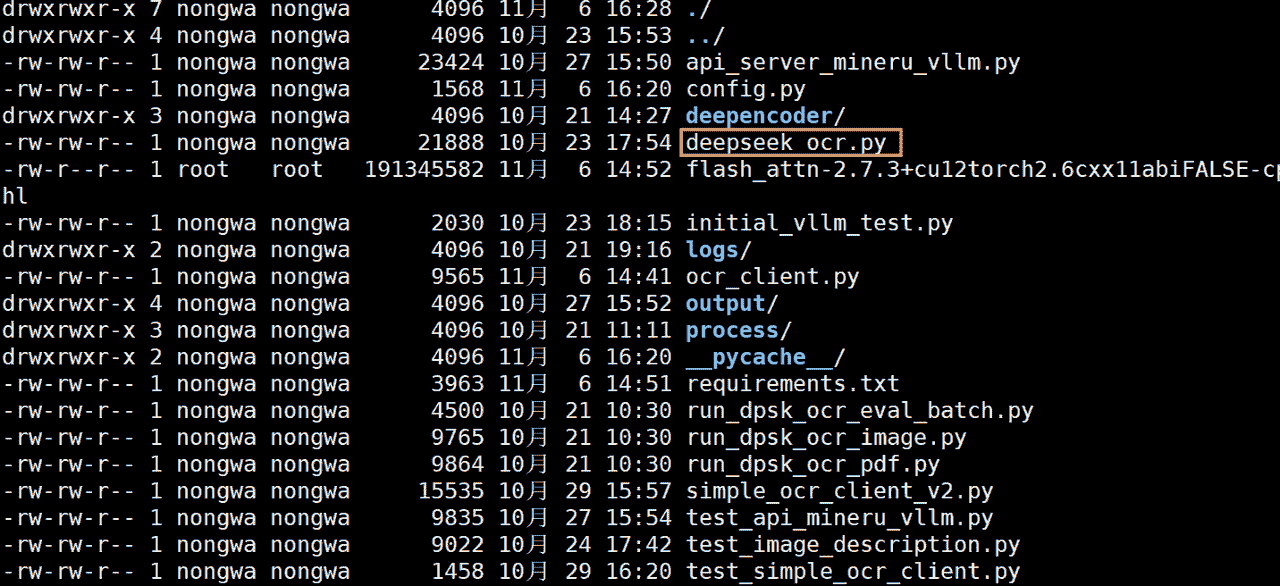 drwxrwxr-x 7 nongwa nongwa      4096 11月  6 16:28 ./
drwxrwxr-x 4 nongwa nongwa      4096 10月 23 15:53 ../
-rw-rw-r-- 1 nongwa nongwa     23424 10月 27 15:50 api_server_mineru_vllm.py
-rw-rw-r-- 1 nongwa nongwa      1568 11月  6 16:20 config.py
drwxrwxr-x 3 nongwa nongwa      4096 10月 21 14:27 deepencoder/
-rw-rw-r-- 1 nongwa nongwa     21888 10月 23 17:54 deepseek_ocr.py
-rw-r--r-- 1 root   root   191345582 11月  6 14:52 flash_attn-2.7.3+cu12torch2.6cxx11abiFALSE-cp
hl
-rw-rw-r-- 1 nongwa nongwa      2030 10月 23 18:15 initial_vllm_test.py
drwxrwxr-x 2 nongwa nongwa      4096 10月 21 19:16 logs/
-rw-rw-r-- 1 nongwa nongwa      9565 11月  6 14:41 ocr_client.py
drwxrwxr-x 4 nongwa nongwa      4096 10月 27 15:52 output/
drwxrwxr-x 3 nongwa nongwa      4096 10月 21 11:11 process/
drwxrwxr-x 2 nongwa nongwa      4096 11月  6 16:20 __pycache__/
-rw-rw-r-- 1 nongwa nongwa      3963 11月  6 14:51 requirements.txt
-rw-rw-r-- 1 nongwa nongwa      4500 10月 21 10:30 run_dpsk_ocr_eval_batch.py
-rw-rw-r-- 1 nongwa nongwa      9765 10月 21 10:30 run_dpsk_ocr_image.py
-rw-rw-r-- 1 nongwa nongwa      9864 10月 21 10:30 run_dpsk_ocr_pdf.py
-rw-rw-r-- 1 nongwa nongwa     15535 10月 29 15:57 simple_ocr_client_v2.py
-rw-rw-r-- 1 nongwa nongwa      9835 10月 27 15:54 test_api_mineru_vllm.py
-rw-rw-r-- 1 nongwa nongwa      9022 10月 24 17:42 test_image_description.py
-rw-rw-r-- 1 nongwa nongwa      1458 10月 29 16:20 test_simple_ocr_client.py